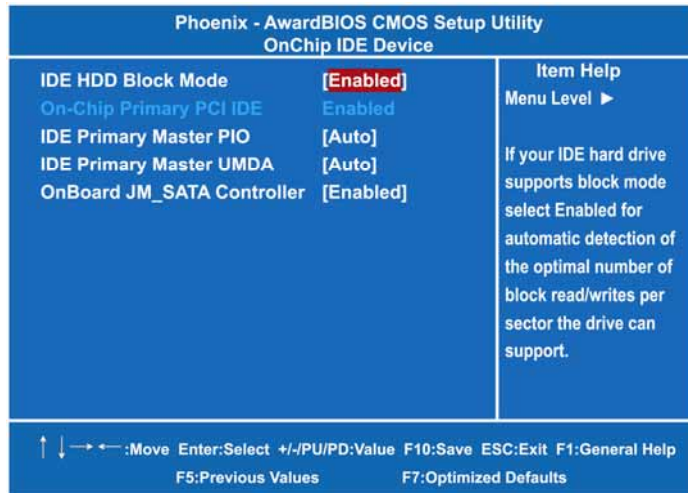 Phoenix - AwardBIOS CMOS Setup Utility
OnChip IDE Device
IDE HDD Block Mode [Enabled]
On-Chip Primary PCI IDE Enabled
IDE Primary Master PIO [Auto]
IDE Primary Master UMDA [Auto]
OnBoard JM_SATA Controller [Enabled]
Item Help
Menu Level ►
If your IDE hard drive
supports block mode
select Enabled for
automatic detection of
the optimal number of
block read/writes per
sector the drive can
support.
↑ ↓ → ← :Move Enter:Select +/-/PU/PD:Value F10:Save ESC:Exit F1:General Help
F5:Previous Values F7:Optimized Defaults